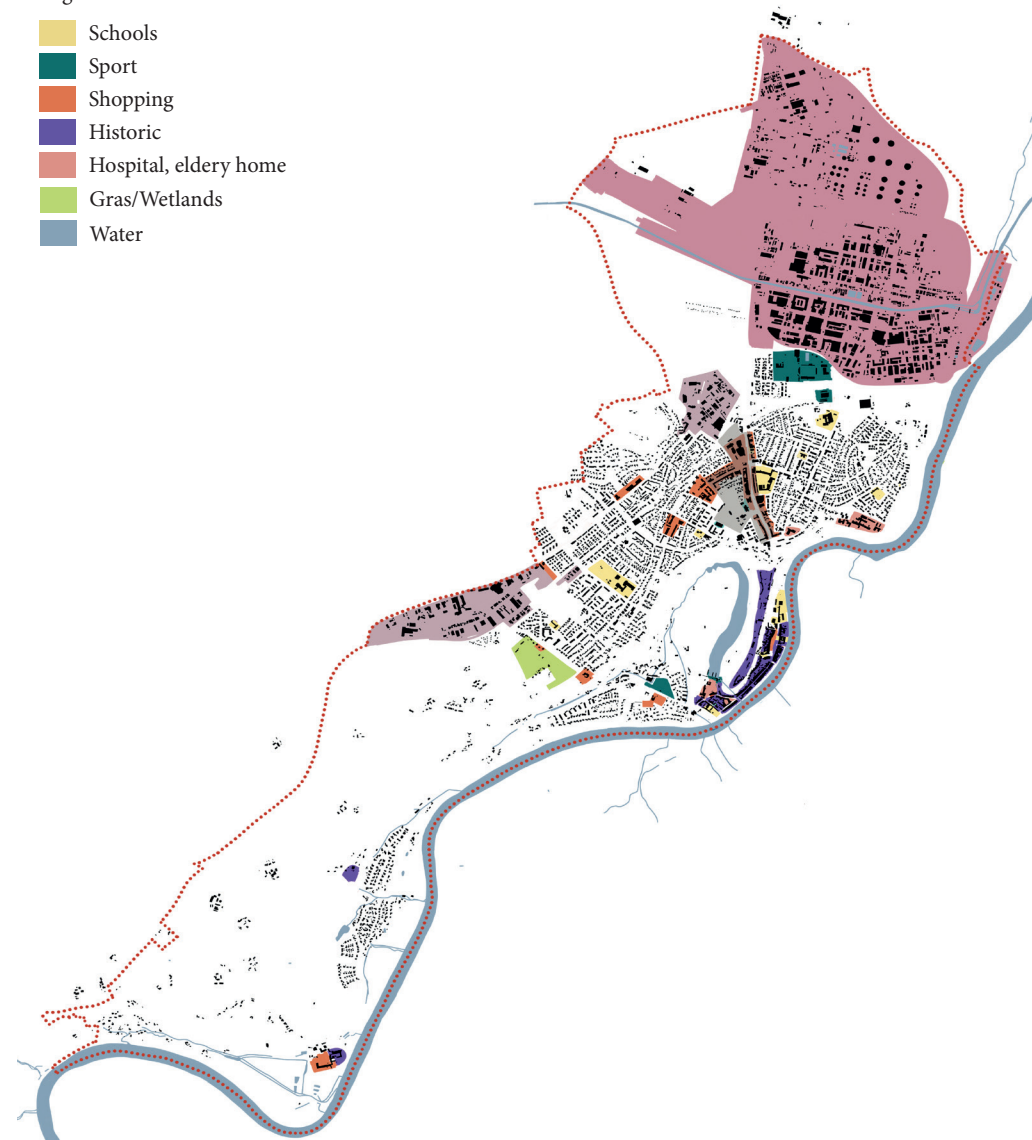 Schools
Sport
Shopping
Historic
Hospital, eldery home
Gras/Wetlands
Water